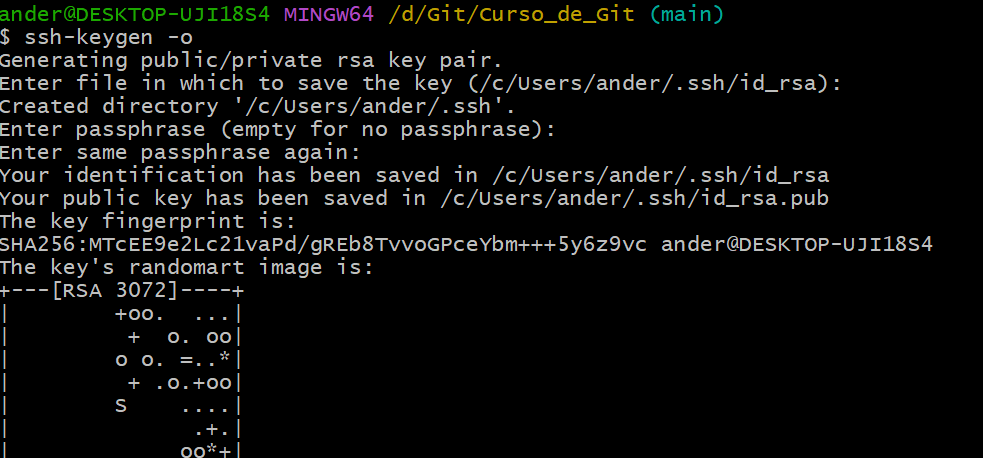 ander@DESKTOP-UJI18S4 MINGW64 /d/Git/Curso_de_Git (main)
$ ssh-keygen -o
Generating public/private rsa key pair.
Enter file in which to save the key (/c/Users/ander/.ssh/id_rsa):
Created directory '/c/Users/ander/.ssh'.
Enter passphrase (empty for no passphrase):
Enter same passphrase again:
Your identification has been saved in /c/Users/ander/.ssh/id_rsa
Your public key has been saved in /c/Users/ander/.ssh/id_rsa.pub
The key fingerprint is:
SHA256:MTcEE9e2Lc21vaPd/gREb8TvvoGPceYbm+++5y6z9vc ander@DESKTOP-UJI18S4
The key's randomart image is:
+---[RSA 3072]----+
|        +oo.  ...|
|         +  o. oo|
|        o o. =..*|
|         + .o.+oo|
|        S    ....|
|              .+.|
|             oo*+|